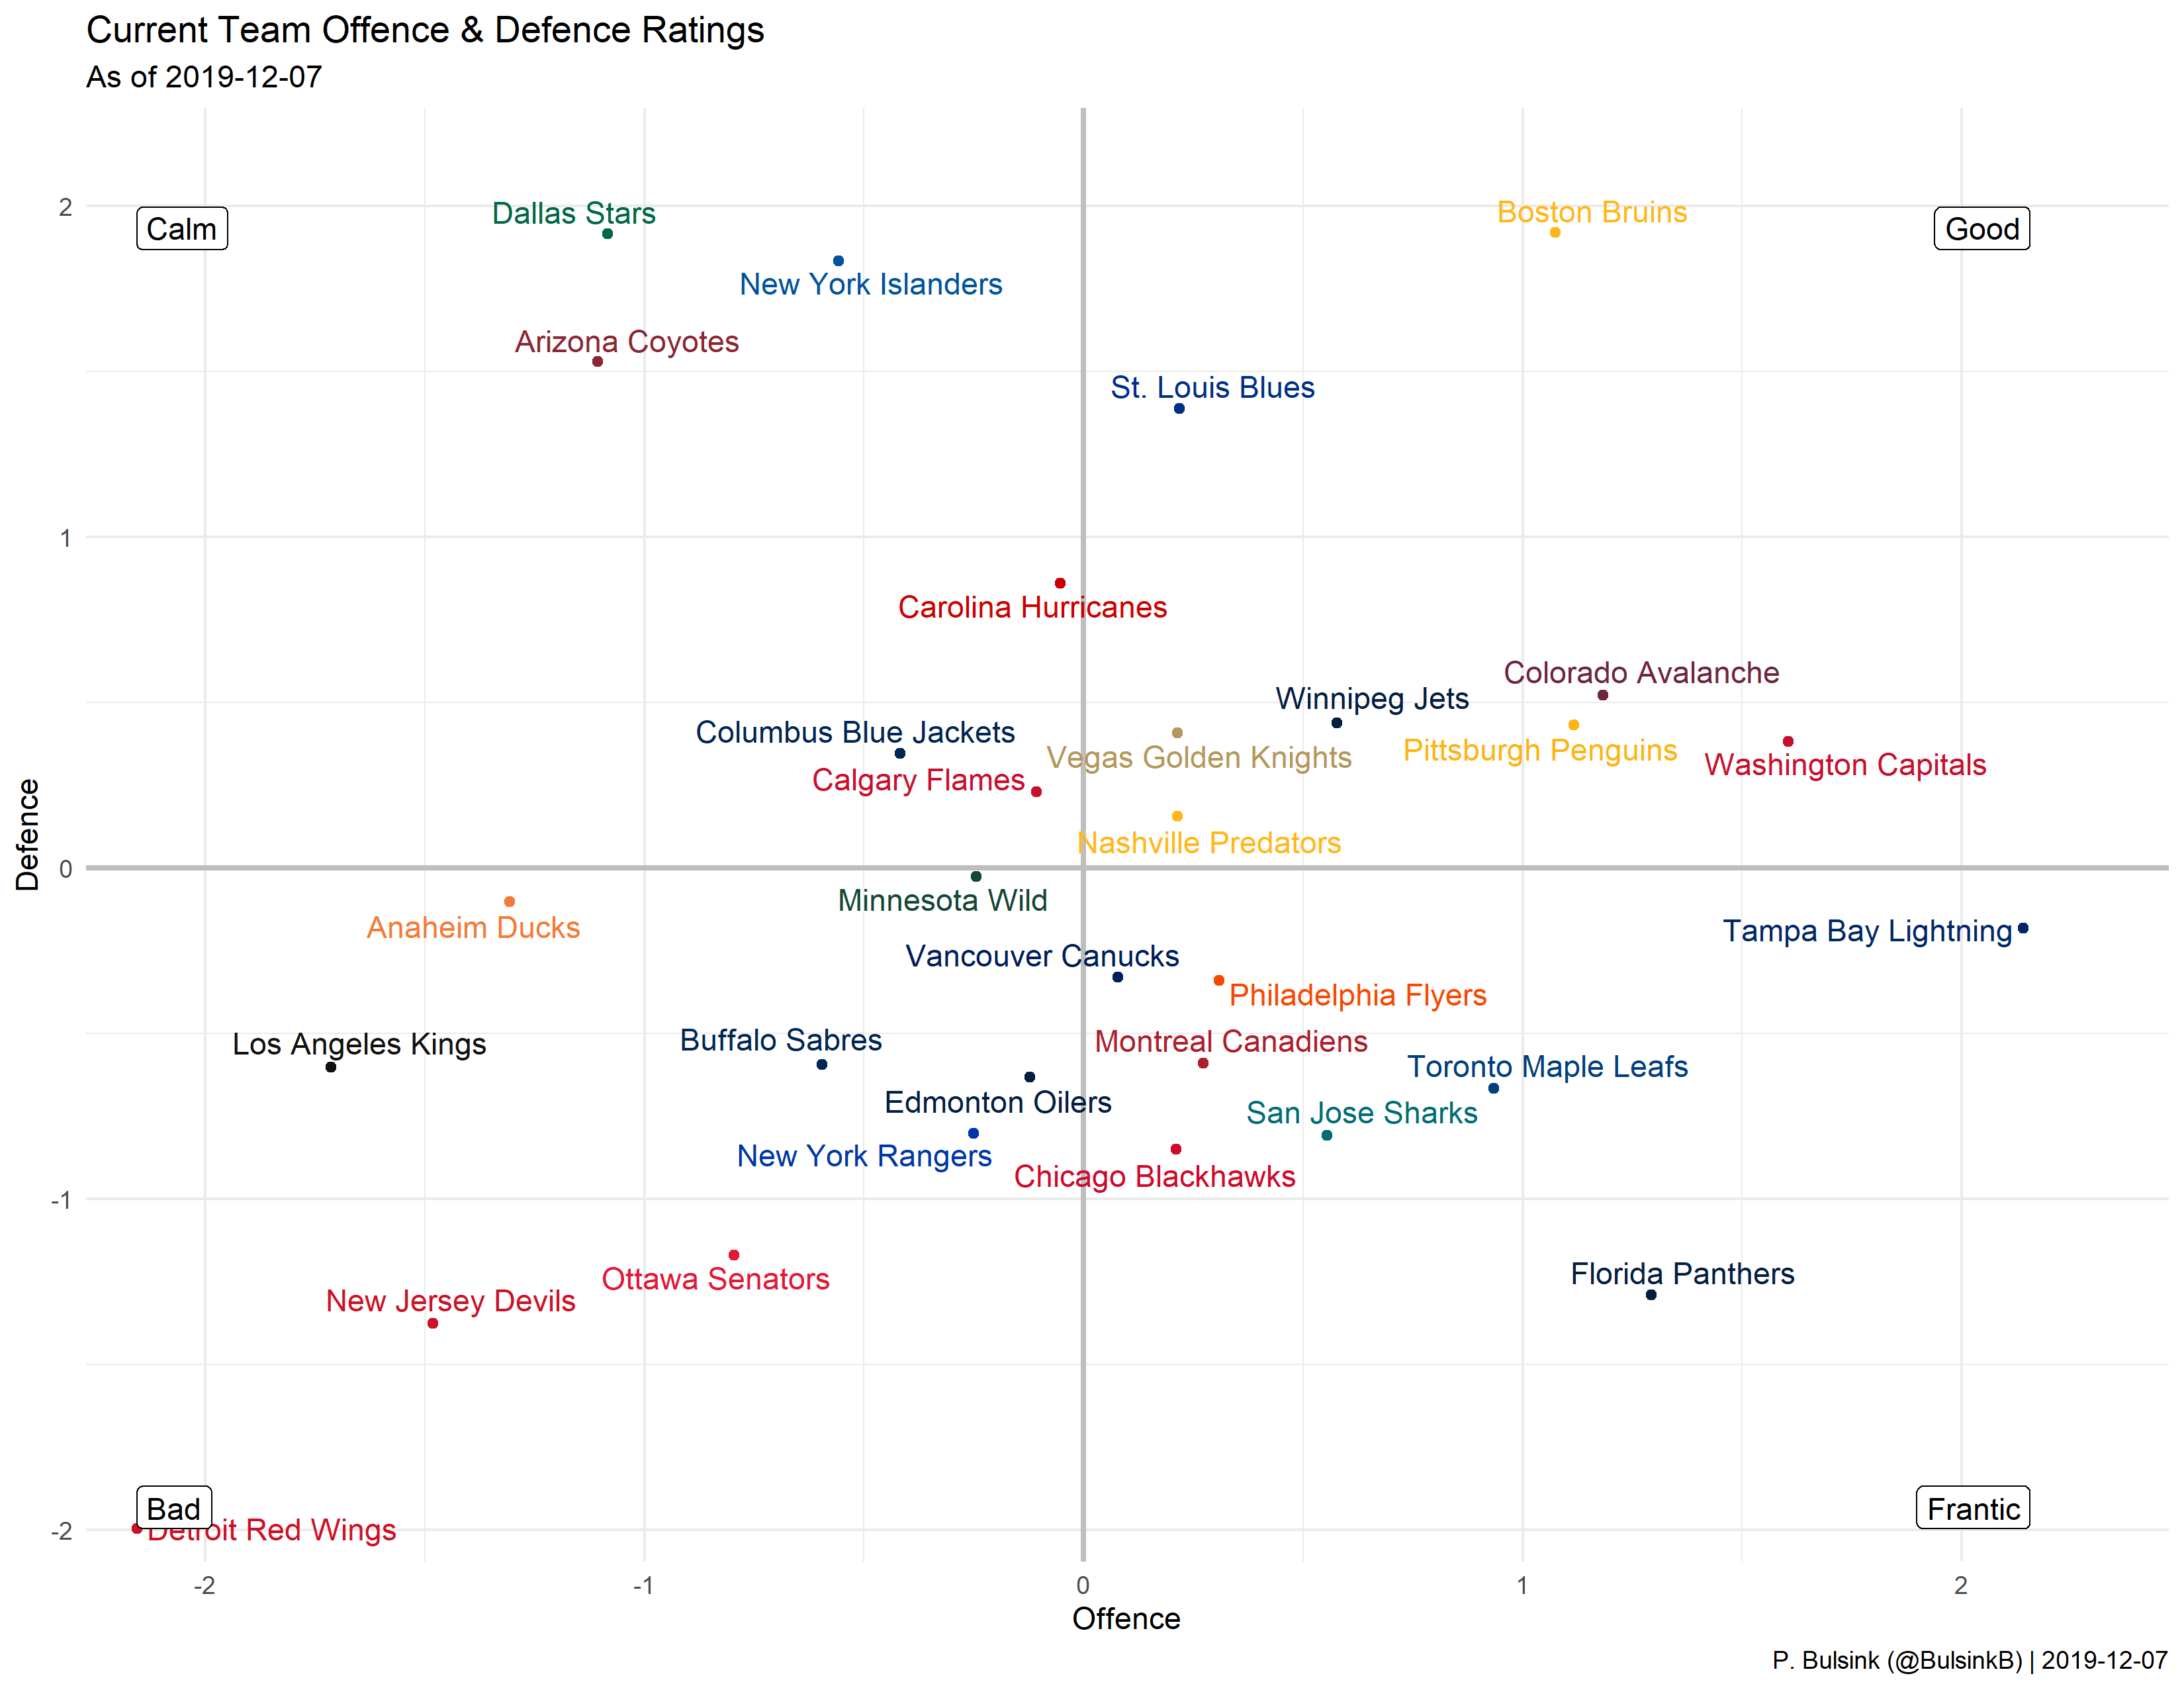 Current Team Offence & Defence Ratings
As of 2019-12-07
2
Calm
Dallas Stars
Boston Bruins
Good
New York Islanders
Arizona Coyotes
St. Louis Blues
1
Carolina Hurricanes
Colorado Avalanche
Winnipeg Jets
Columbus Blue Jackets
Vegas Golden Knights
Pittsburgh Penguins
Washington Capitals
Calgary Flames
Nashville Predators
Defence
0
Minnesota Wild
Anaheim Ducks
Tampa Bay Lightning
Vancouver Canucks
Philadelphia Flyers
Los Angeles Kings
Buffalo Sabres
Montreal Canadiens
Toronto Maple Leafs
Edmonton Oilers
San Jose Sharks
New York Rangers
Chicago Blackhawks
-1
Ottawa Senators
Florida Panthers
New Jersey Devils
Bad
Frantic
-2
Detroit Red Wings
-2
-1
0
1
2
Offence
P. Bulsink (@BulsinkB) | 2019-12-07